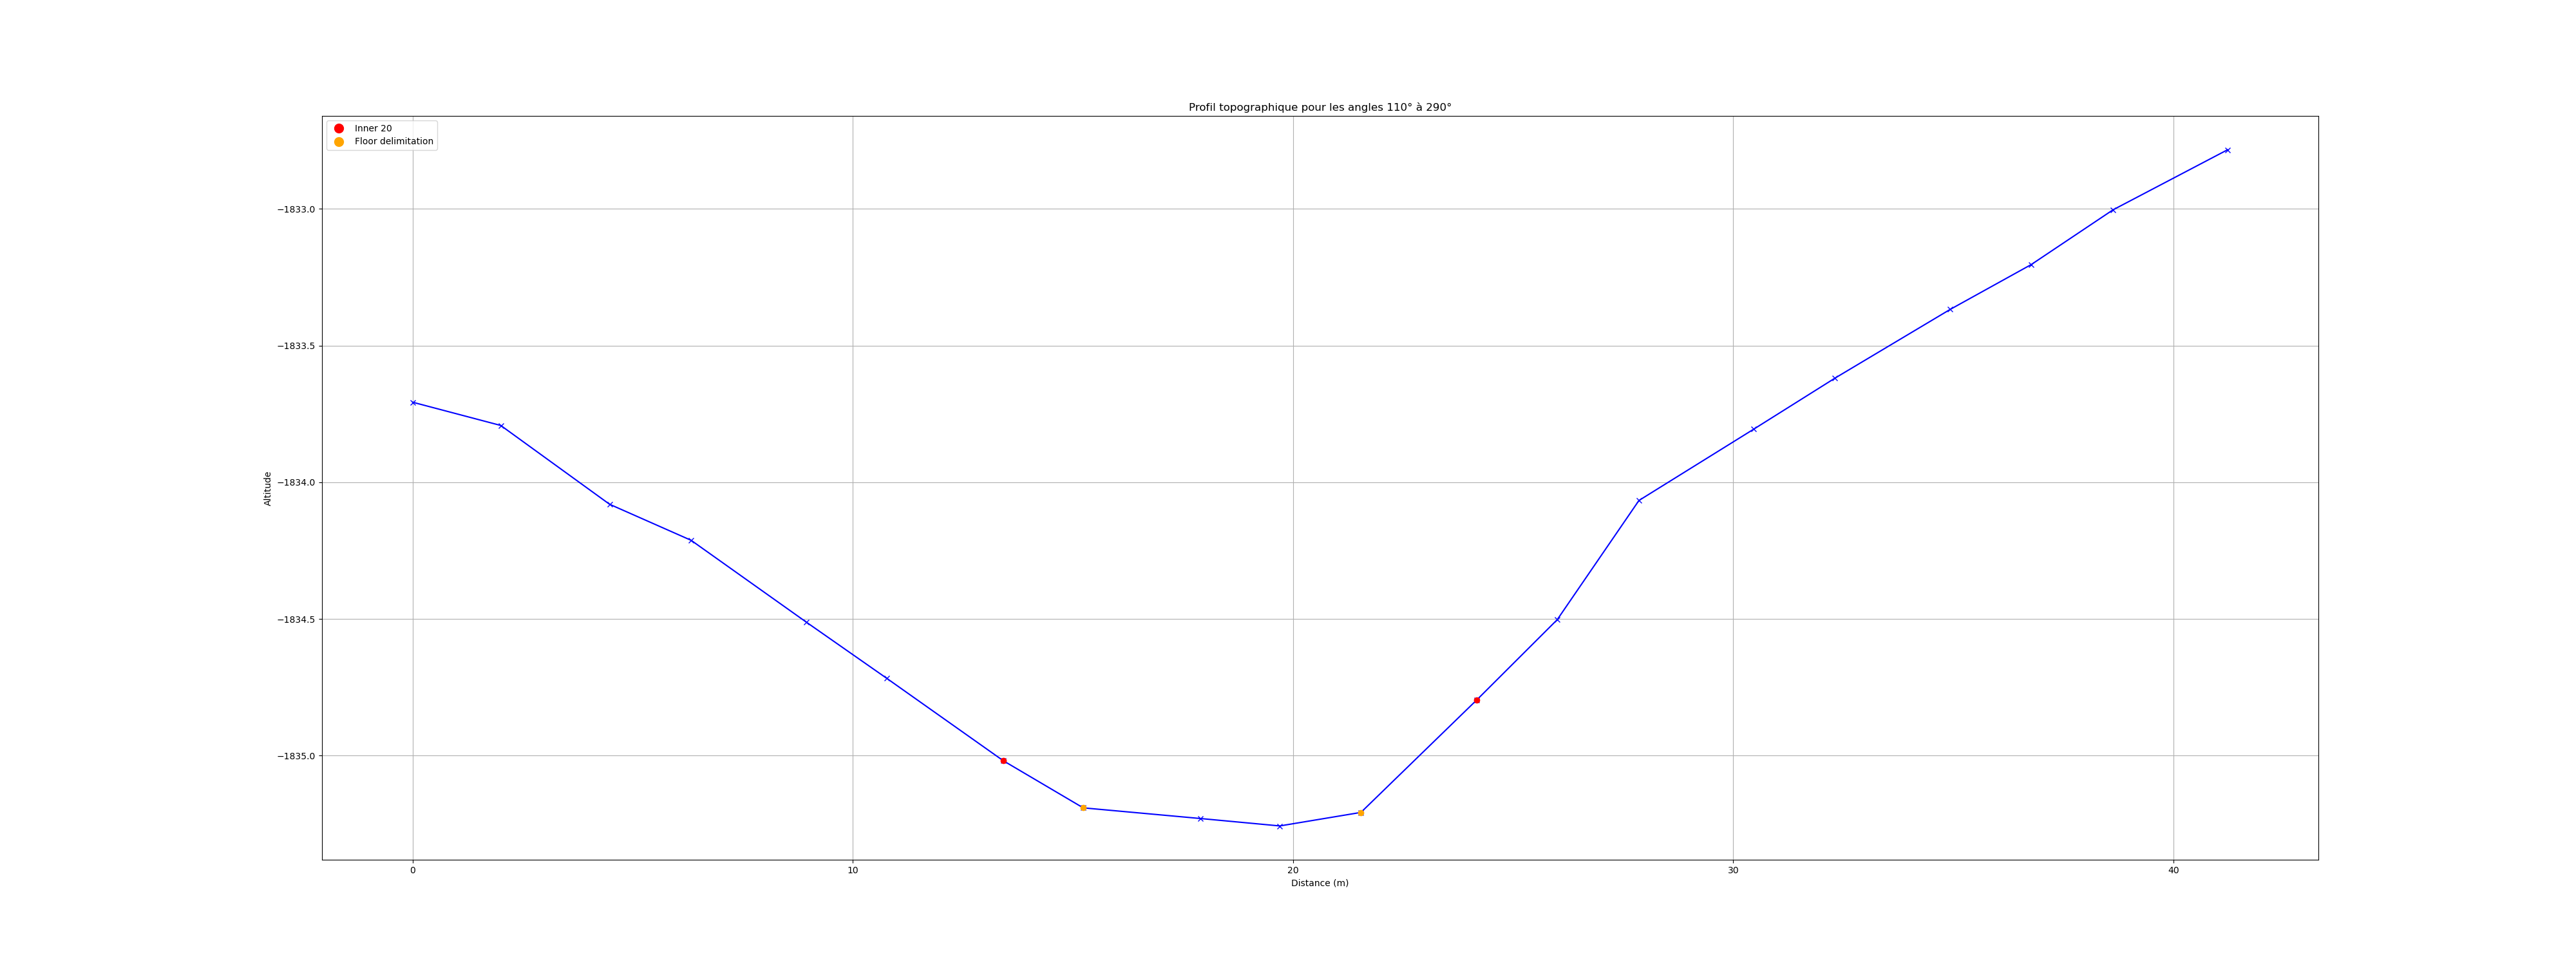 Profil topographique pour les angles 110° à 290°
Inner 20
Floor delimitation
−1833.0
−1833.5
−1834.0
−1834.5
−1835.0
Altitude
0 10 20 30 40
Distance (m)